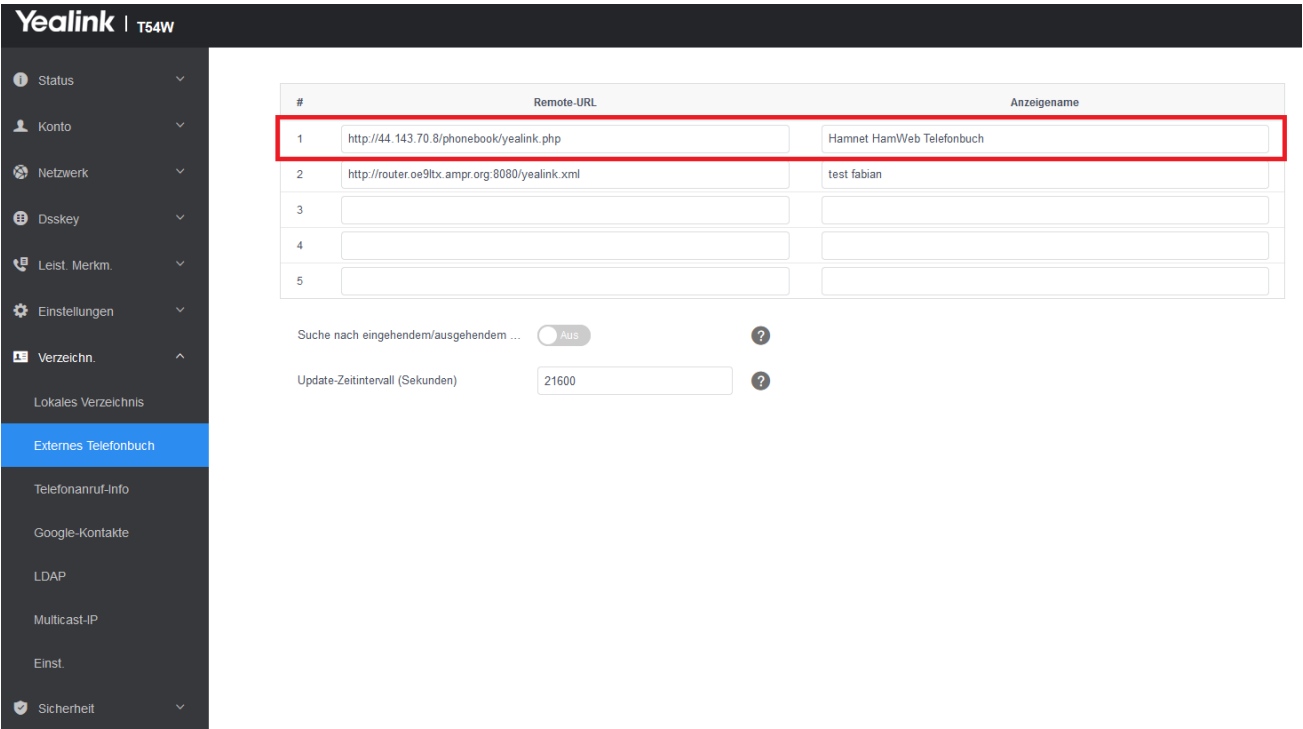 Yealink | T54W
Status
Konto
Netzwerk
Dsskey
Leist. Merkm.
Einstellungen
Verzeichn.
Lokales Verzeichnis
Externes Telefonbuch
Telefonanruf-Info
Google-Kontakte
LDAP
Multicast-IP
Einst.
Sicherheit
# Remote-URL Anzeigename
1 http://44.143.70.8/phonebook/yealink.php Hamnet HamWeb Telefonbuch
2 http://router.oe9ltx.ampr.org:8080/yealink.xml test fabian
3
4
5
Suche nach eingehendem/ausgehendem ... Aus ?
Update-Zeitintervall (Sekunden) 21600 ?